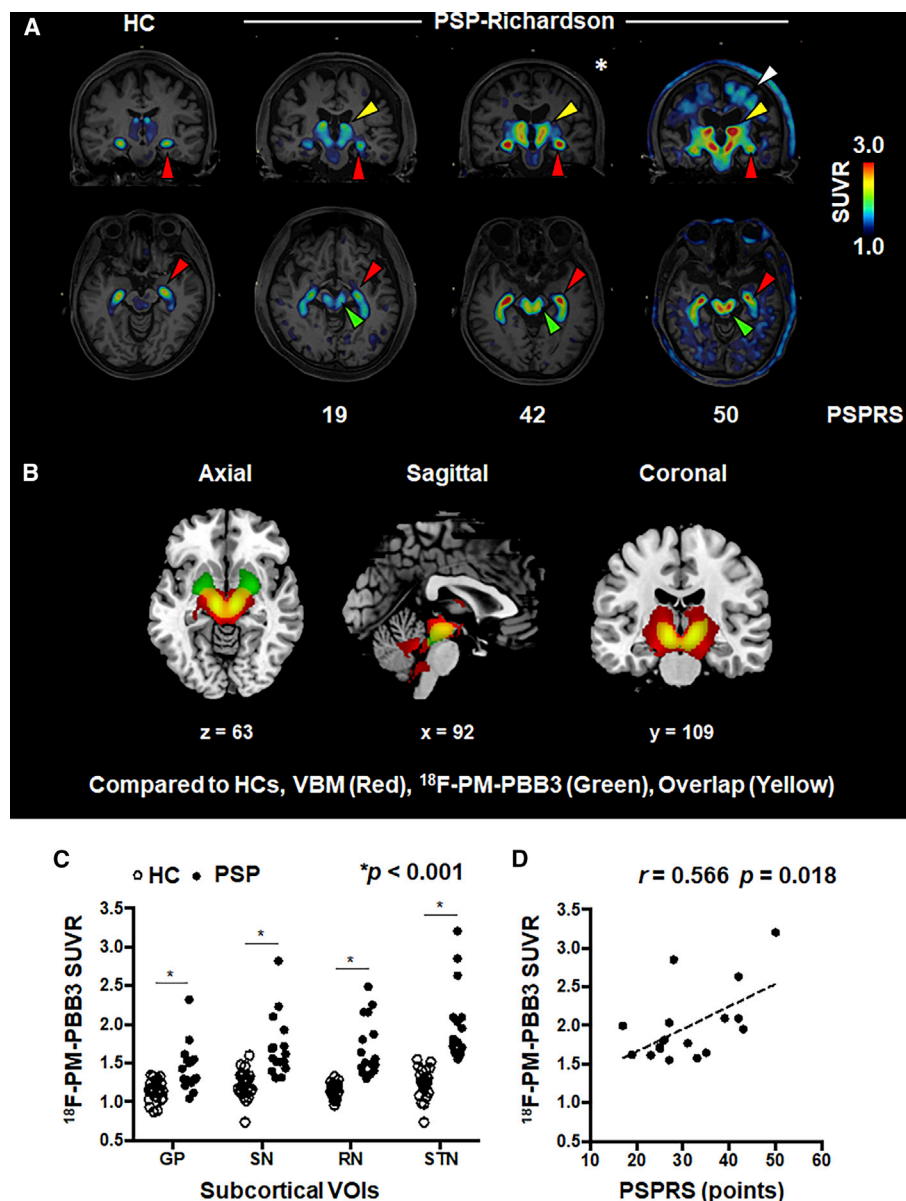 A
HC PSP-Richardson
*
3.0
SUVR
1.0
19 42 50 PSPRS
B
Axial Sagittal Coronal
z = 63 x = 92 y = 109
Compared to HCs, VBM (Red), ¹⁸F-PM-PBB3 (Green), Overlap (Yellow)
C
HC PSP *p < 0.001
¹⁸F-PM-PBB3 SUVR
3.5
3.0
2.5
2.0
1.5
1.0
0.5
* * * *
GP SN RN STN
Subcortical VOIs
D
r = 0.566 p = 0.018
¹⁸F-PM-PBB3 SUVR
3.5
3.0
2.5
2.0
1.5
1.0
0.5
10 20 30 40 50 60
PSPRS (points)